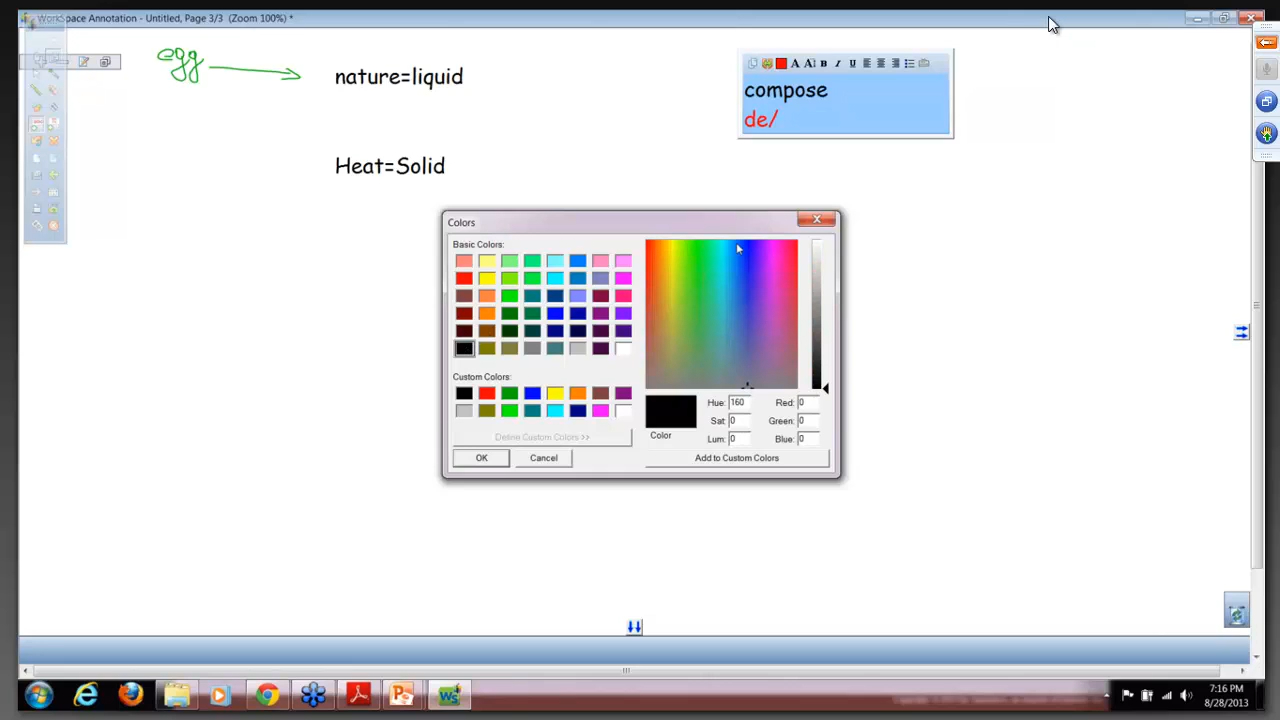 WorkSpace Annotation - Untitled, Page 3/3 (Zoom 100%) *
egg
nature=liquid
Heat=Solid
A A B I U
compose
de/
Colors
Basic Colors:
Custom Colors:
Define Custom Colors >>
OK Cancel
Hue: 160 Red: 0
Sat: 0 Green: 0
Lum: 0 Blue: 0
Color
Add to Custom Colors
7:16 PM
8/28/2013